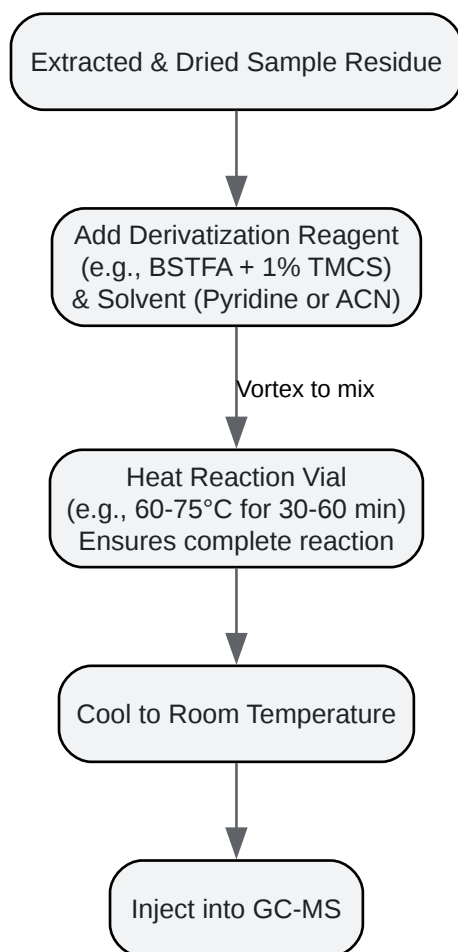 Extracted & Dried Sample Residue
Add Derivatization Reagent
(e.g., BSTFA + 1% TMCS)
& Solvent (Pyridine or ACN)
Vortex to mix
Heat Reaction Vial
(e.g., 60-75°C for 30-60 min)
Ensures complete reaction
Cool to Room Temperature
Inject into GC-MS